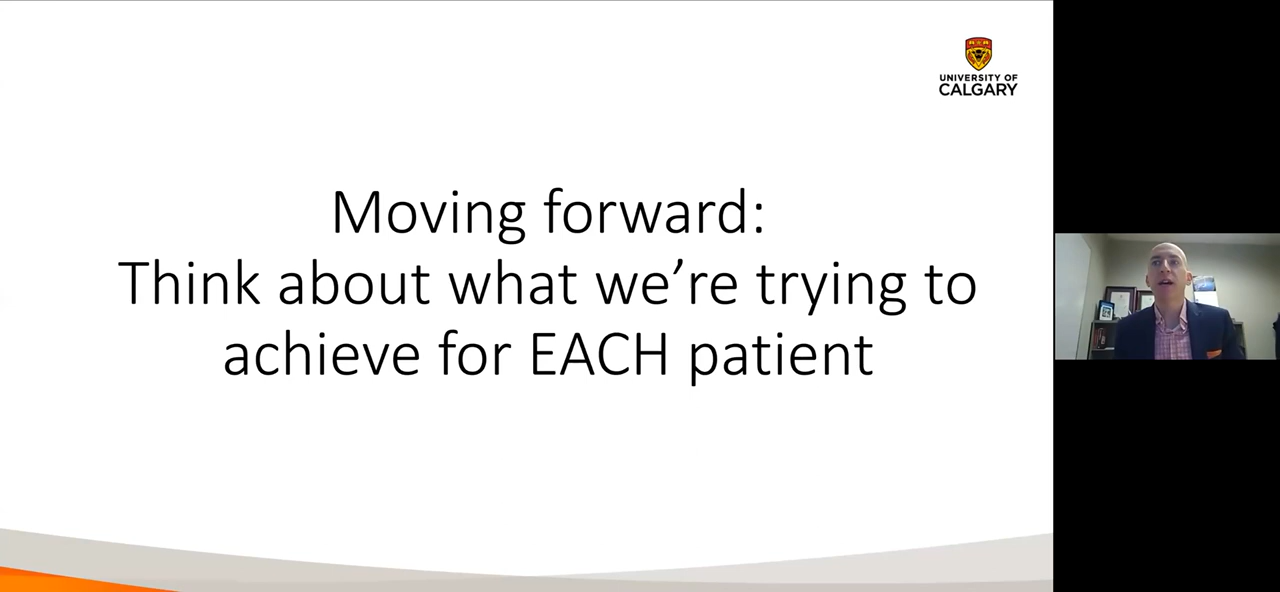 UNIVERSITY OF
CALGARY
Moving forward:
Think about what we’re trying to
achieve for EACH patient